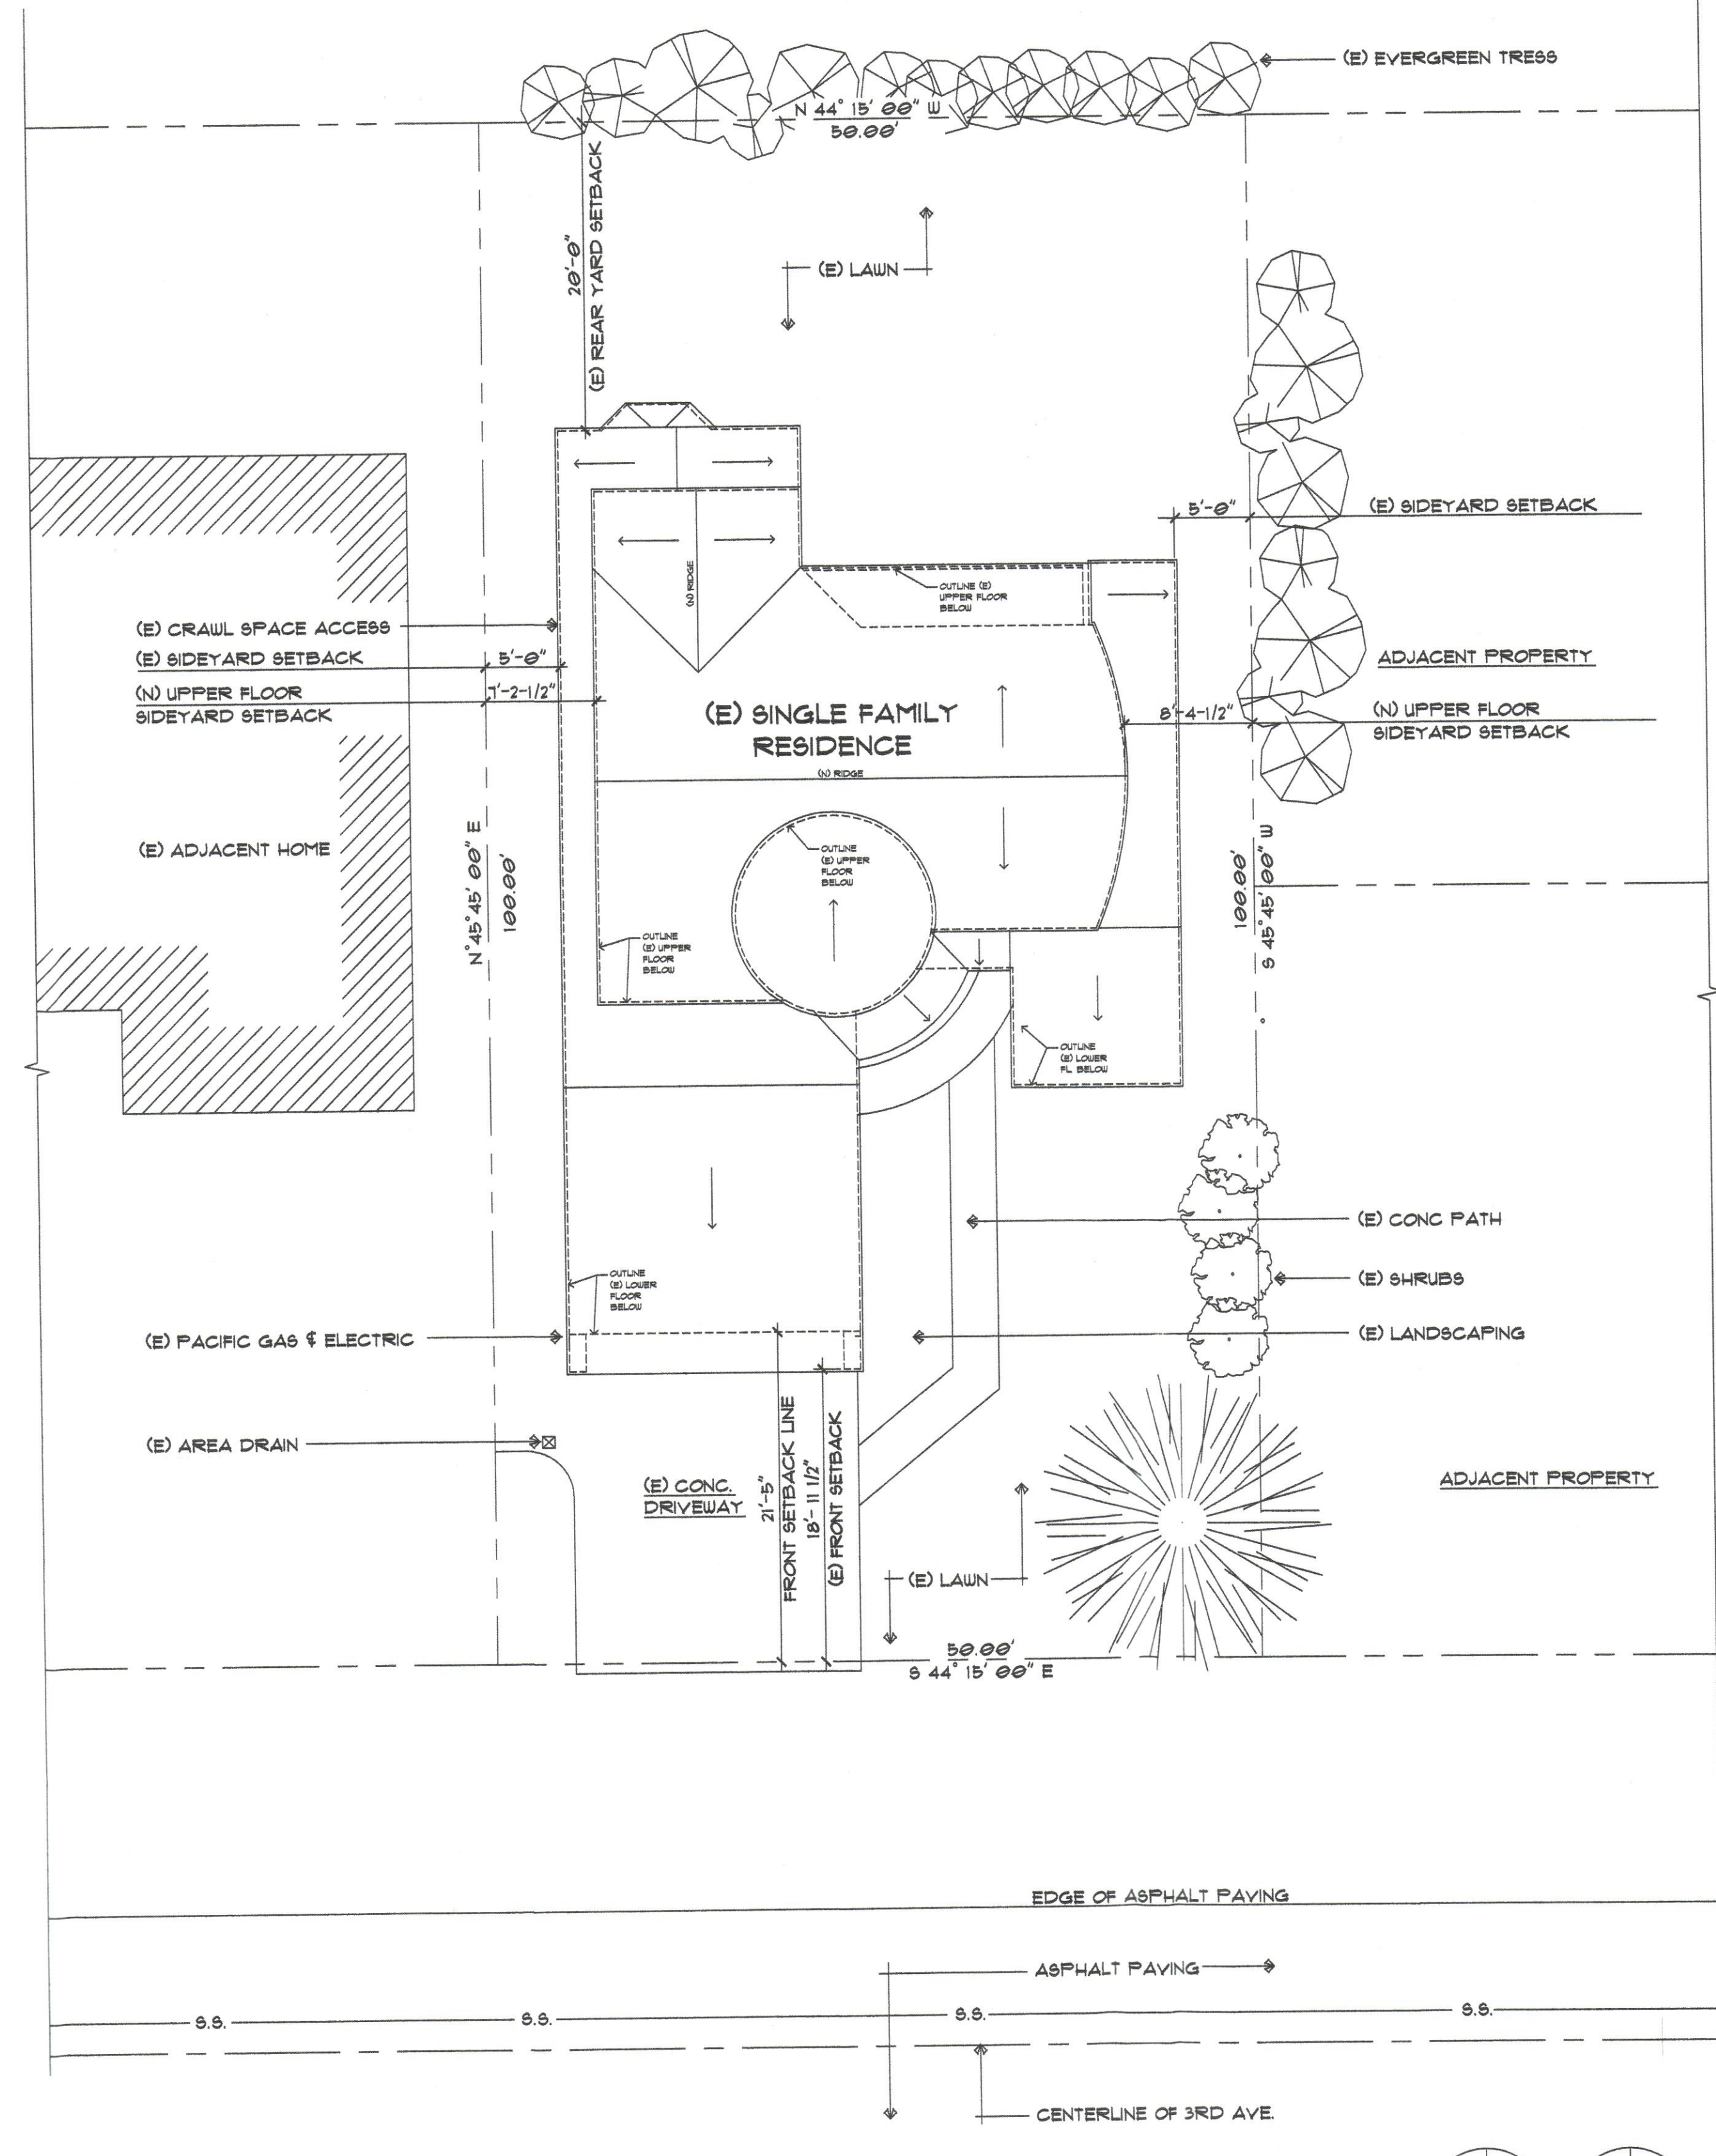 (E) EVERGREEN TRESS
N 44° 15' 00" W
50.00'
20'-0"
(E) REAR YARD SETBACK
(E) LAWN
5'-0"
(E) SIDEYARD SETBACK
(N) RIDGE
OUTLINE (E)
UPPER FLOOR
BELOW
(E) CRAWL SPACE ACCESS
(E) SIDEYARD SETBACK
5'-0"
(N) UPPER FLOOR
SIDEYARD SETBACK
7'-2-1/2"
ADJACENT PROPERTY
(E) SINGLE FAMILY
RESIDENCE
8'-4-1/2"
(N) UPPER FLOOR
SIDEYARD SETBACK
(N) RIDGE
(E) ADJACENT HOME
N°45°45' 00" E
100.00'
OUTLINE
(E) UPPER
FLOOR
BELOW
100.00'
S 45°45' 00" W
OUTLINE
(E) UPPER
FLOOR
BELOW
OUTLINE
(E) LOWER
FL BELOW
(E) CONC PATH
OUTLINE
(E) LOWER
FLOOR
BELOW
(E) SHRUBS
(E) PACIFIC GAS & ELECTRIC
(E) LANDSCAPING
(E) AREA DRAIN
(E) CONC.
DRIVEWAY
21'-5"
FRONT SETBACK LINE
18'-11 1/2"
(E) FRONT SETBACK
ADJACENT PROPERTY
(E) LAWN
50.00'
S 44° 15' 00" E
EDGE OF ASPHALT PAVING
ASPHALT PAVING
S.S. S.S. S.S. S.S.
CENTERLINE OF 3RD AVE.